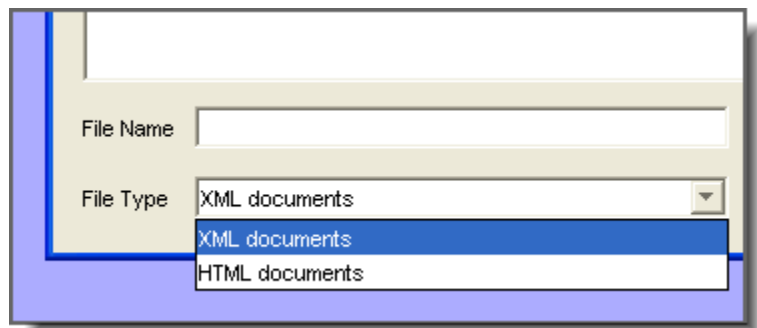 File Name
File Type XML documents
XML documents
HTML documents